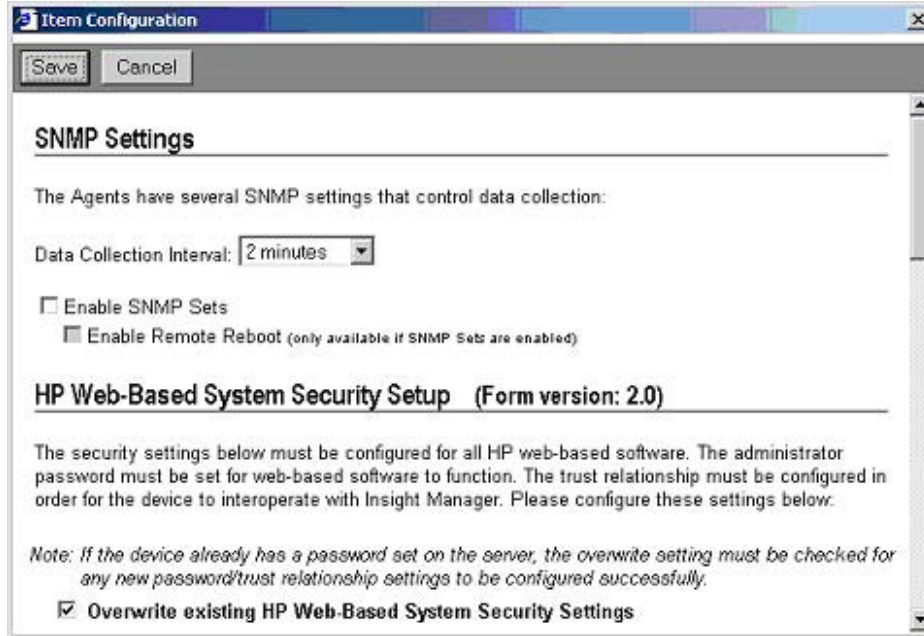 Item Configuration
Save Cancel
SNMP Settings
The Agents have several SNMP settings that control data collection:
Data Collection Interval: 2 minutes
Enable SNMP Sets
Enable Remote Reboot (only available if SNMP Sets are enabled)
HP Web-Based System Security Setup (Form version: 2.0)
The security settings below must be configured for all HP web-based software. The administrator
password must be set for web-based software to function. The trust relationship must be configured in
order for the device to interoperate with Insight Manager. Please configure these settings below:
Note: If the device already has a password set on the server, the overwrite setting must be checked for
any new password/trust relationship settings to be configured successfully.
Overwrite existing HP Web-Based System Security Settings